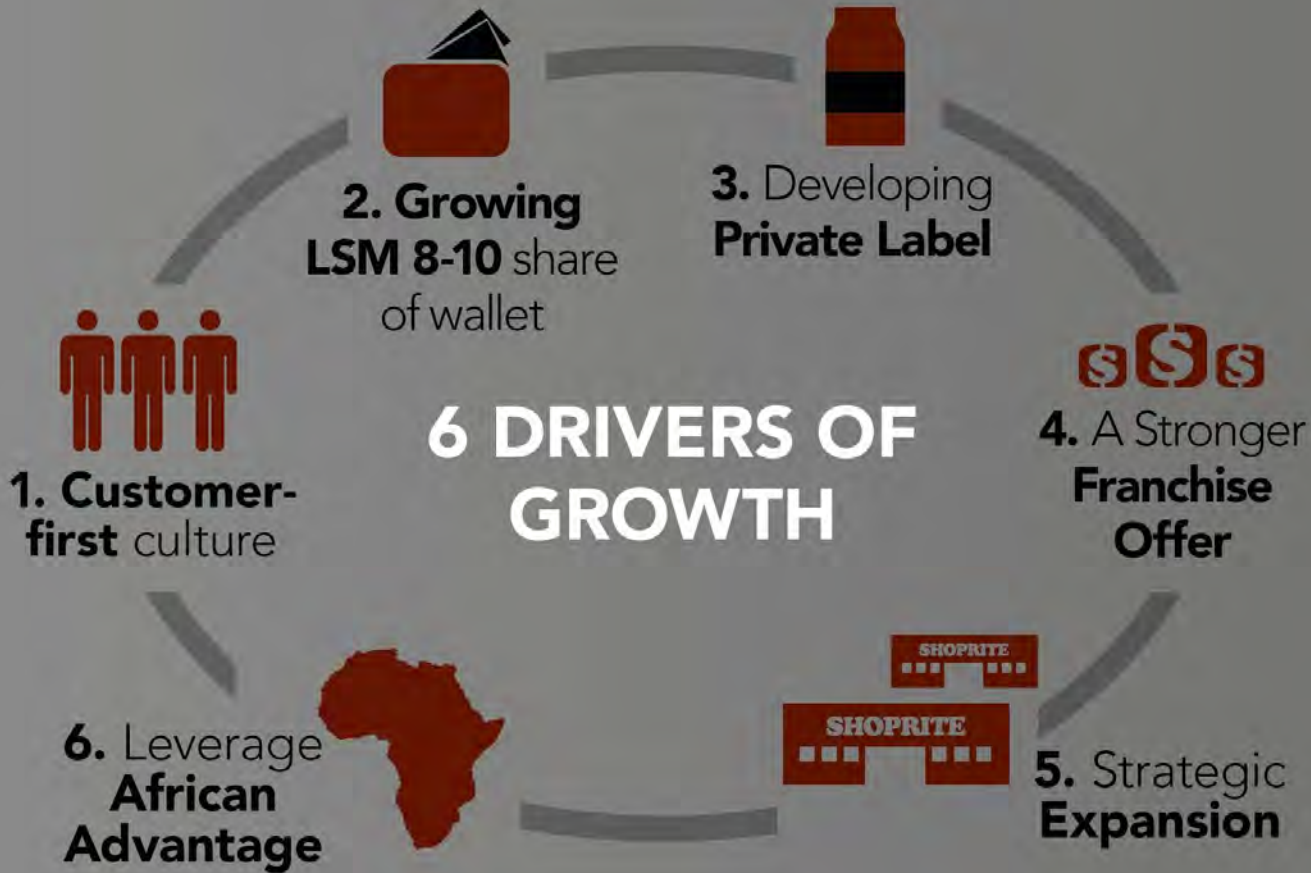 6 DRIVERS OF
GROWTH
1. Customer-
first culture
2. Growing
LSM 8-10 share
of wallet
3. Developing
Private Label
S S S
4. A Stronger
Franchise
Offer
SHOPRITE
SHOPRITE
5. Strategic
Expansion
6. Leverage
African
Advantage